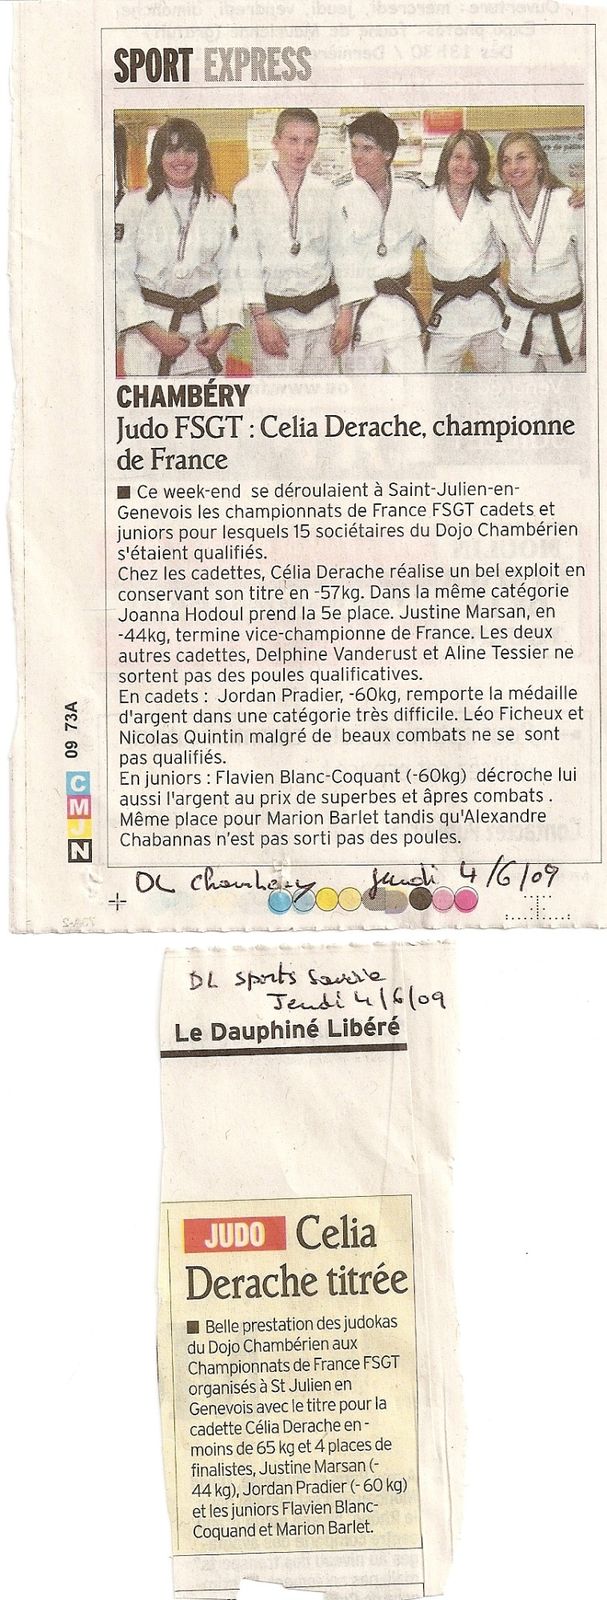 SPORT EXPRESS
CHAMBÉRY
Judo FSGT : Celia Derache, championne
de France
■ Ce week-end se déroulaient à Saint-Julien-en-
Genevois les championnats de France FSGT cadets et
juniors pour lesquels 15 sociétaires du Dojo Chambérien
s'étaient qualifiés.
Chez les cadettes, Célia Derache réalise un bel exploit en
conservant son titre en -57kg. Dans la même catégorie
Joanna Hodoul prend la 5e place. Justine Marsan, en
-44kg, termine vice-championne de France. Les deux
autres cadettes, Delphine Vanderust et Aline Tessier ne
sortent pas des poules qualificatives.
En cadets : Jordan Pradier, -60kg, remporte la médaille
d'argent dans une catégorie très difficile. Léo Ficheux et
Nicolas Quintin malgré de beaux combats ne se sont
pas qualifiés.
En juniors : Flavien Blanc-Coquant (-60kg) décroche lui
aussi l'argent au prix de superbes et âpres combats .
Même place pour Marion Barlet tandis qu'Alexandre
Chabannas n'est pas sorti pas des poules.
09 73A
C
M
J
N
DL Chambéry jeudi 4/6/09
DL Sports Savoie
Jeudi 4/6/09
Le Dauphiné Libéré
JUDO Celia
Derache titrée
■ Belle prestation des judokas
du Dojo Chambérien aux
Championnats de France FSGT
organisés à St Julien en
Genevois avec le titre pour la
cadette Célia Derache en -
moins de 65 kg et 4 places de
finalistes, Justine Marsan (-
44 kg), Jordan Pradier (- 60 kg)
et les juniors Flavien Blanc-
Coquand et Marion Barlet.